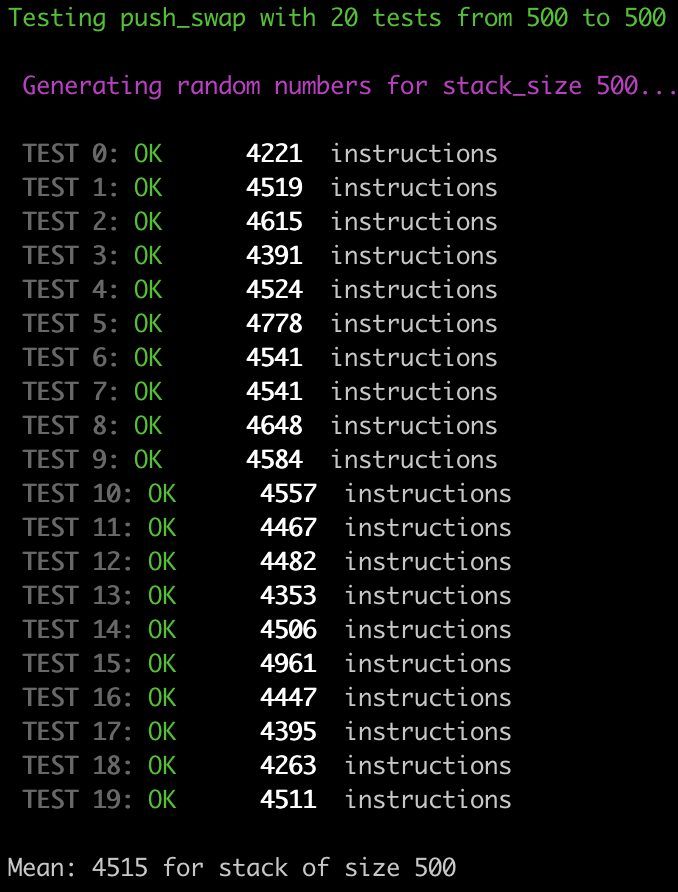 Testing push_swap with 20 tests from 500 to 500
Generating random numbers for stack_size 500...
TEST 0: OK 4221 instructions
TEST 1: OK 4519 instructions
TEST 2: OK 4615 instructions
TEST 3: OK 4391 instructions
TEST 4: OK 4524 instructions
TEST 5: OK 4778 instructions
TEST 6: OK 4541 instructions
TEST 7: OK 4541 instructions
TEST 8: OK 4648 instructions
TEST 9: OK 4584 instructions
TEST 10: OK 4557 instructions
TEST 11: OK 4467 instructions
TEST 12: OK 4482 instructions
TEST 13: OK 4353 instructions
TEST 14: OK 4506 instructions
TEST 15: OK 4961 instructions
TEST 16: OK 4447 instructions
TEST 17: OK 4395 instructions
TEST 18: OK 4263 instructions
TEST 19: OK 4511 instructions
Mean: 4515 for stack of size 500